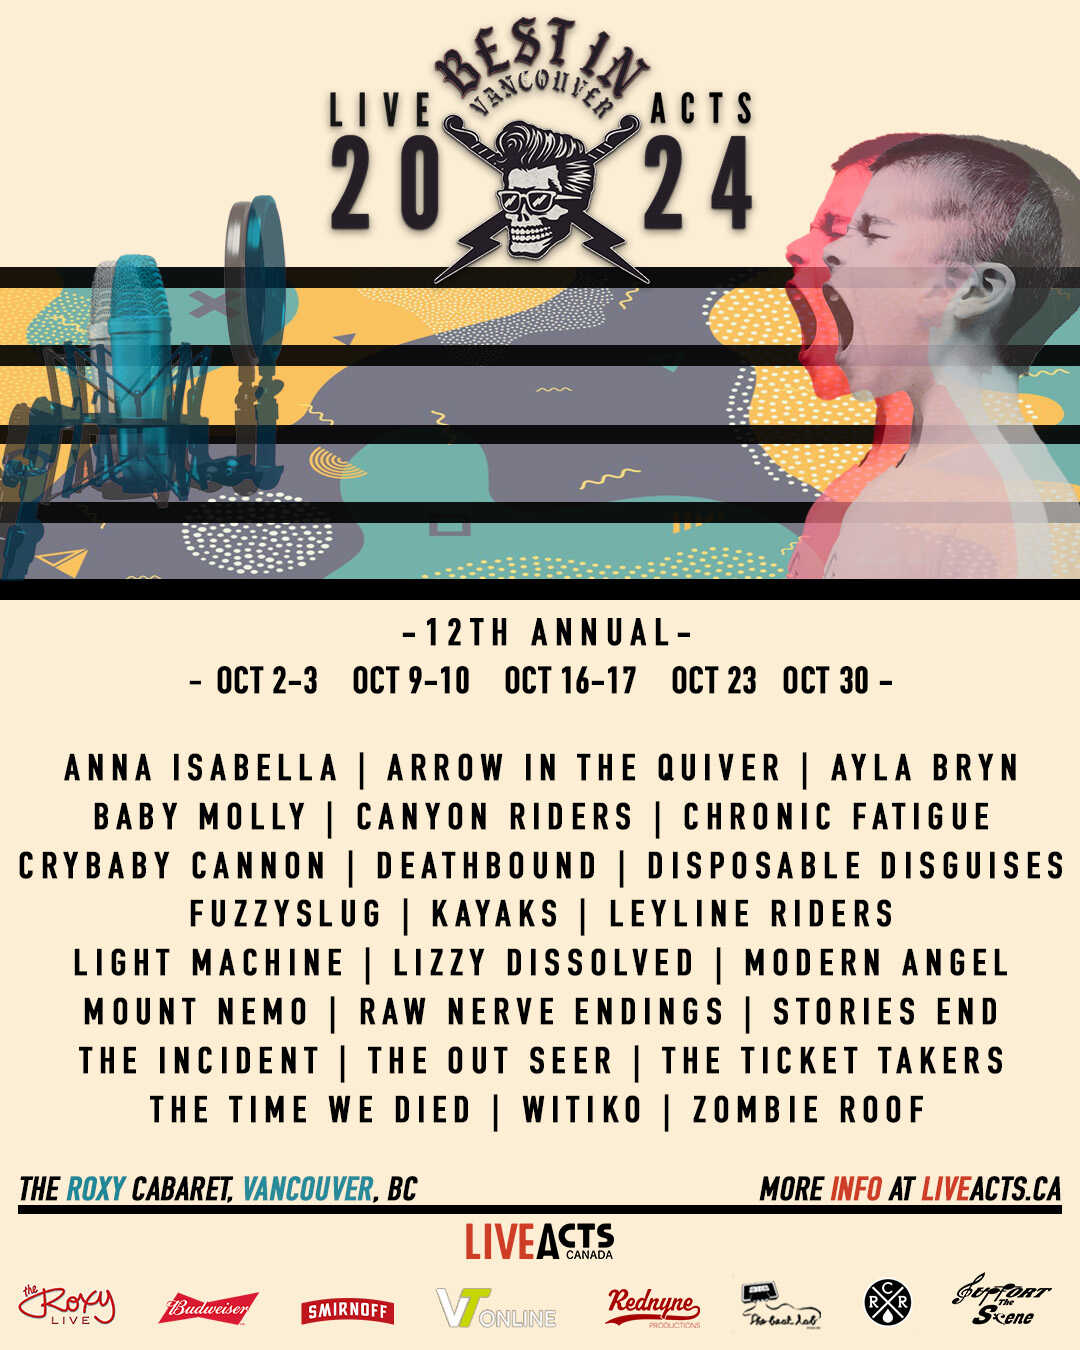 BEST IN
VANCOUVER
LIVE ACTS
2024
-12TH ANNUAL-
- OCT 2-3 OCT 9-10 OCT 16-17 OCT 23 OCT 30 -
ANNA ISABELLA | ARROW IN THE QUIVER | AYLA BRYN
BABY MOLLY | CANYON RIDERS | CHRONIC FATIGUE
CRYBABY CANNON | DEATHBOUND | DISPOSABLE DISGUISES
FUZZYSLUG | KAYAKS | LEYLINE RIDERS
LIGHT MACHINE | LIZZY DISSOLVED | MODERN ANGEL
MOUNT NEMO | RAW NERVE ENDINGS | STORIES END
THE INCIDENT | THE OUT SEER | THE TICKET TAKERS
THE TIME WE DIED | WITIKO | ZOMBIE ROOF
THE ROXY CABARET, VANCOUVER, BC
MORE INFO AT LIVEACTS.CA
LIVEACTS
CANADA
the Roxy
LIVE
Budweiser
SMIRNOFF
VT ONLINE
Rednyne
PRODUCTIONS
the beat lab
C
R R
SUPPORT
The
Scene